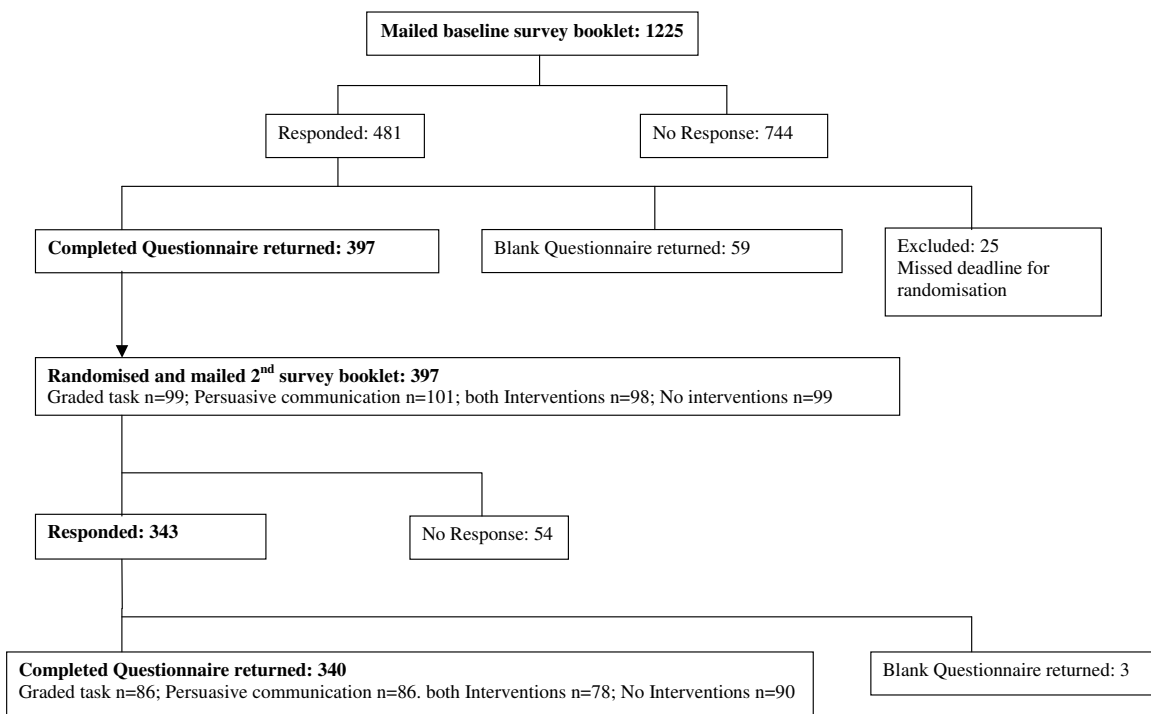 Mailed baseline survey booklet: 1225
Responded: 481
No Response: 744
Completed Questionnaire returned: 397
Blank Questionnaire returned: 59
Excluded: 25
Missed deadline for
randomisation
Randomised and mailed 2nd survey booklet: 397
Graded task n=99; Persuasive communication n=101; both Interventions n=98; No interventions n=99
Responded: 343
No Response: 54
Completed Questionnaire returned: 340
Graded task n=86; Persuasive communication n=86. both Interventions n=78; No Interventions n=90
Blank Questionnaire returned: 3